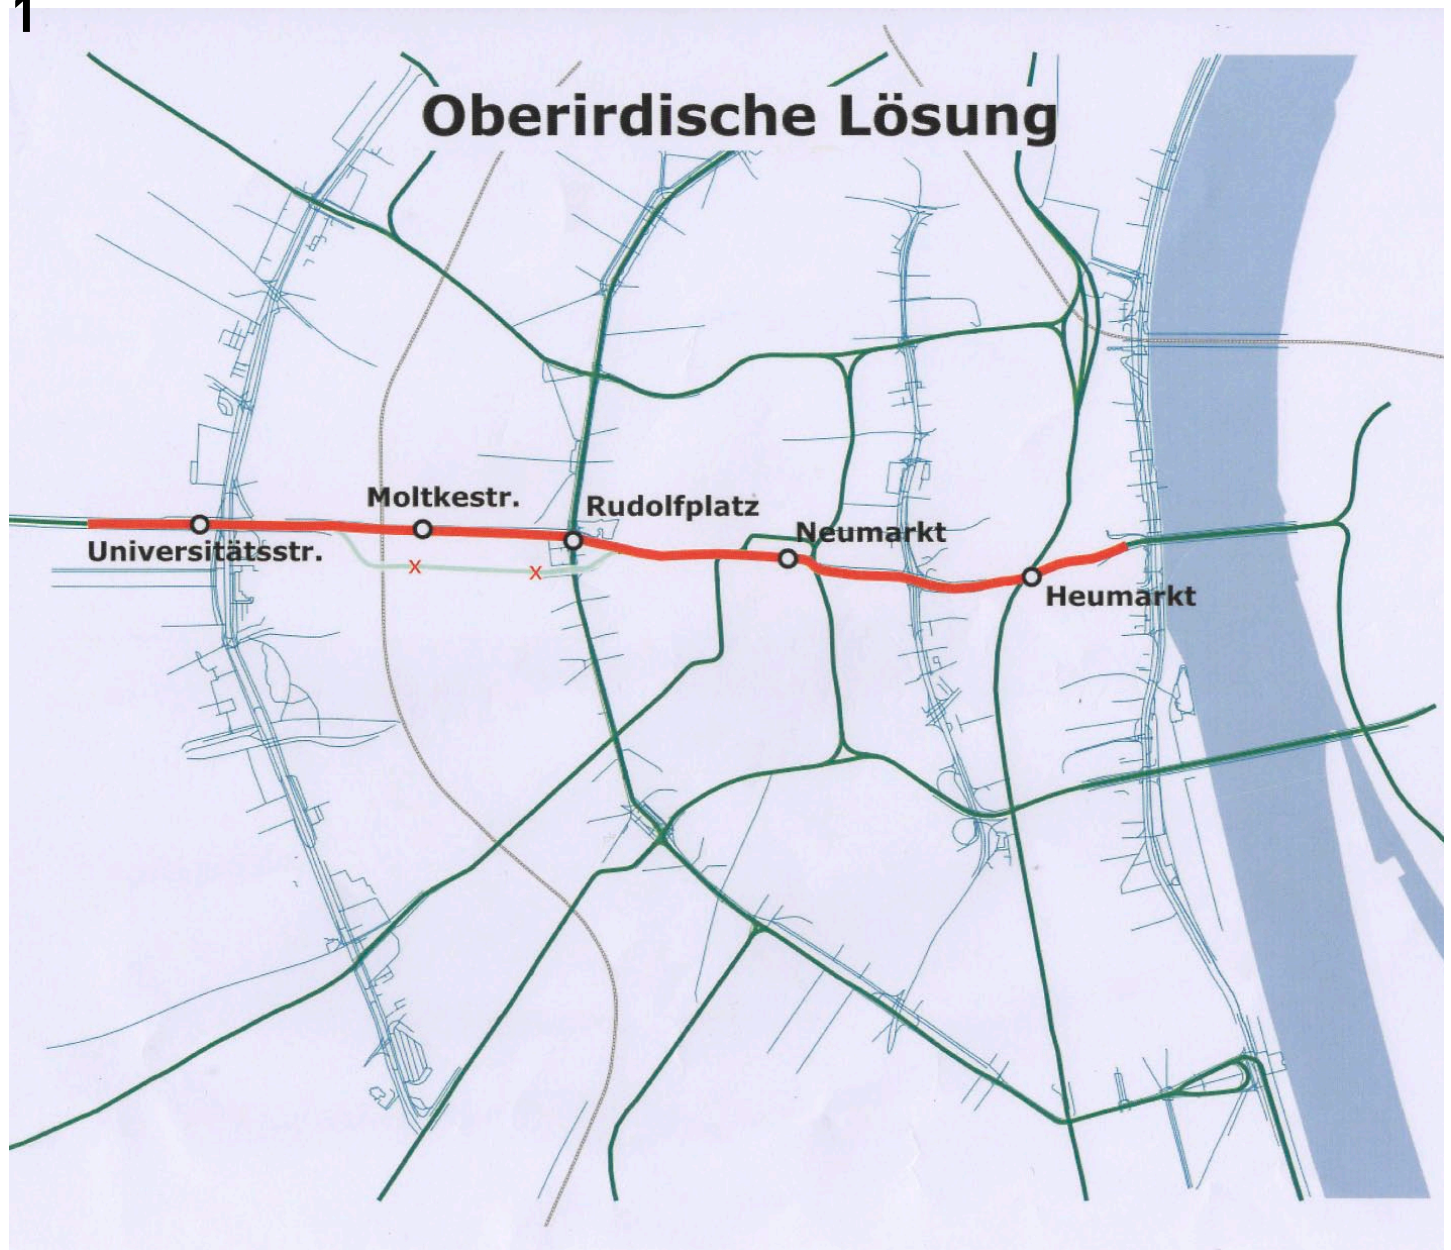 1
Oberirdische Lösung
Moltkestr.
Rudolfplatz
Neumarkt
Universitätsstr.
x
x
Heumarkt